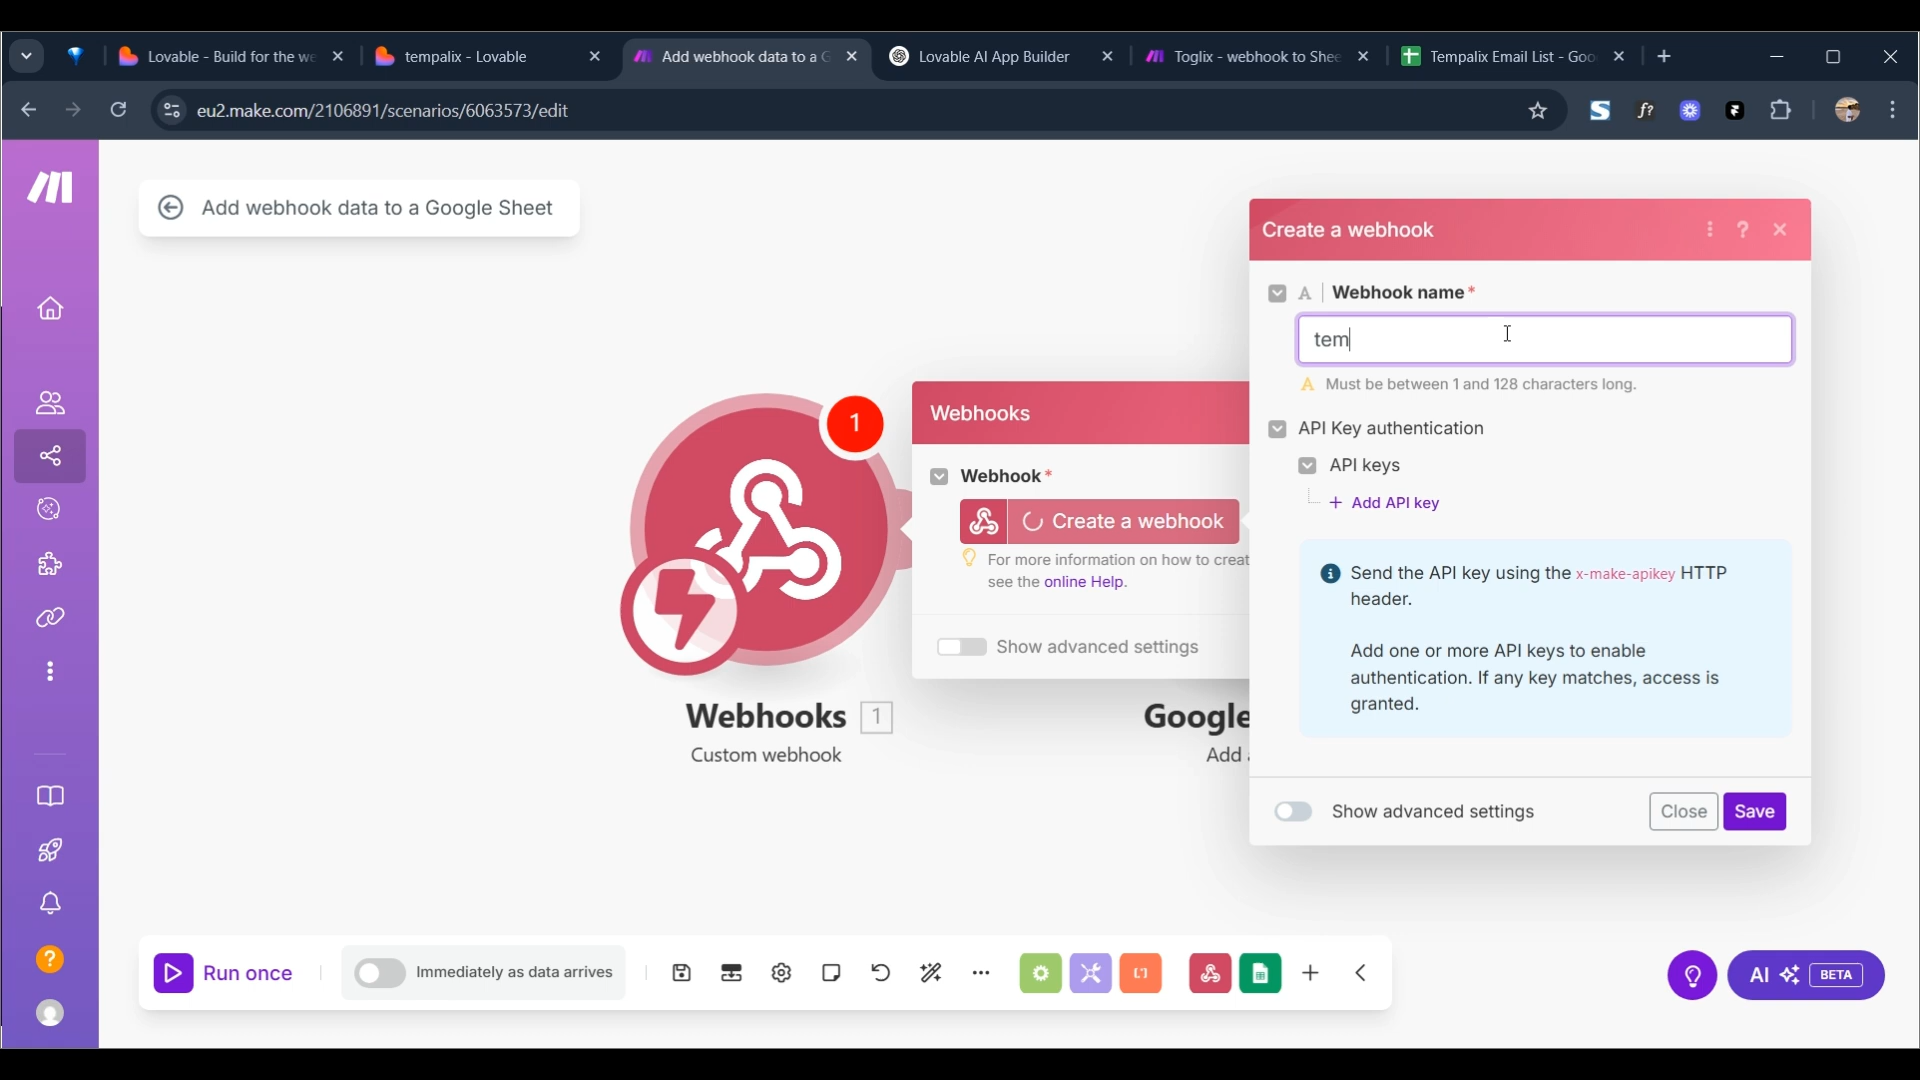 Lovable - Build for the we
tempalix - Lovable
Add webhook data to a G
Lovable AI App Builder
Toglix - webhook to Shee
Tempalix Email List - Goo
eu2.make.com/2106891/scenarios/6063573/edit
Add webhook data to a Google Sheet
Create a webhook
Webhook name*
tem
Must be between 1 and 128 characters long.
API Key authentication
API keys
+ Add API key
Send the API key using the x-make-apikey HTTP
header.
Add one or more API keys to enable
authentication. If any key matches, access is
granted.
Show advanced settings
Close
Save
Webhooks
Webhook*
Create a webhook
For more information on how to creat
see the online Help.
Show advanced settings
1
Webhooks 1
Custom webhook
Google
Add
Run once
Immediately as data arrives
AI BETA